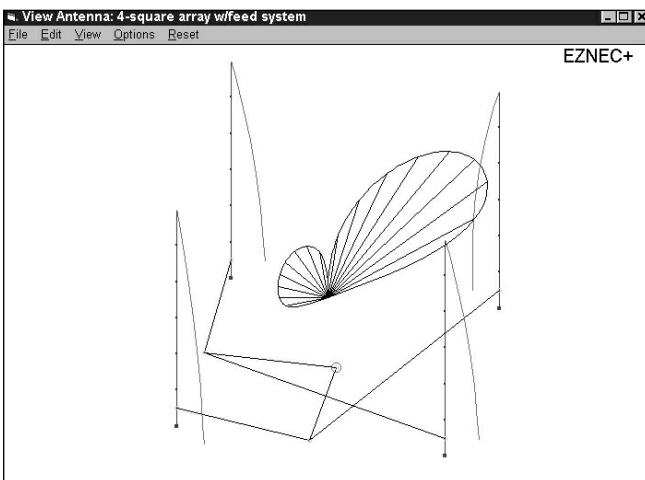 View Antenna: 4-square array w/feed system
File Edit View Options Reset
EZNEC+